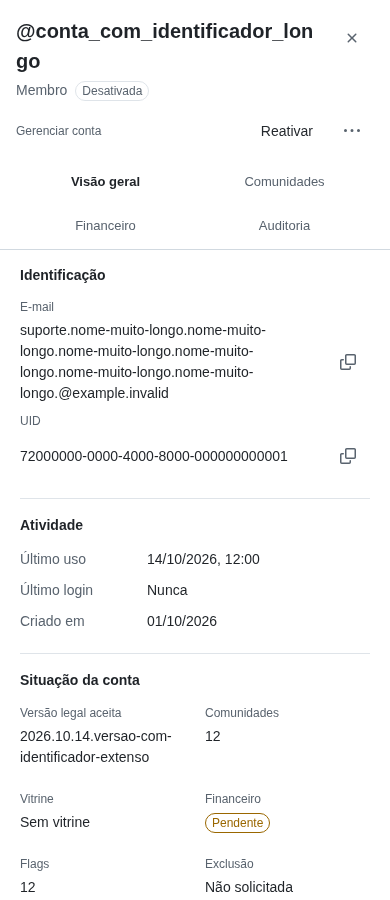 @conta_com_identificador_lon
go
Membro Desativada
Gerenciar conta Reativar
Visão geral Comunidades
Financeiro Auditoria
Identificação
E-mail
suporte.nome-muito-longo.nome-muito-
longo.nome-muito-longo.nome-muito-
longo.nome-muito-longo.nome-muito-
longo.@example.invalid
UID
72000000-0000-4000-8000-000000000001
Atividade
Último uso 14/10/2026, 12:00
Último login Nunca
Criado em 01/10/2026
Situação da conta
Versão legal aceita Comunidades
2026.10.14.versao-com- 12
identificador-extenso
Vitrine Financeiro
Sem vitrine Pendente
Flags Exclusão
12 Não solicitada